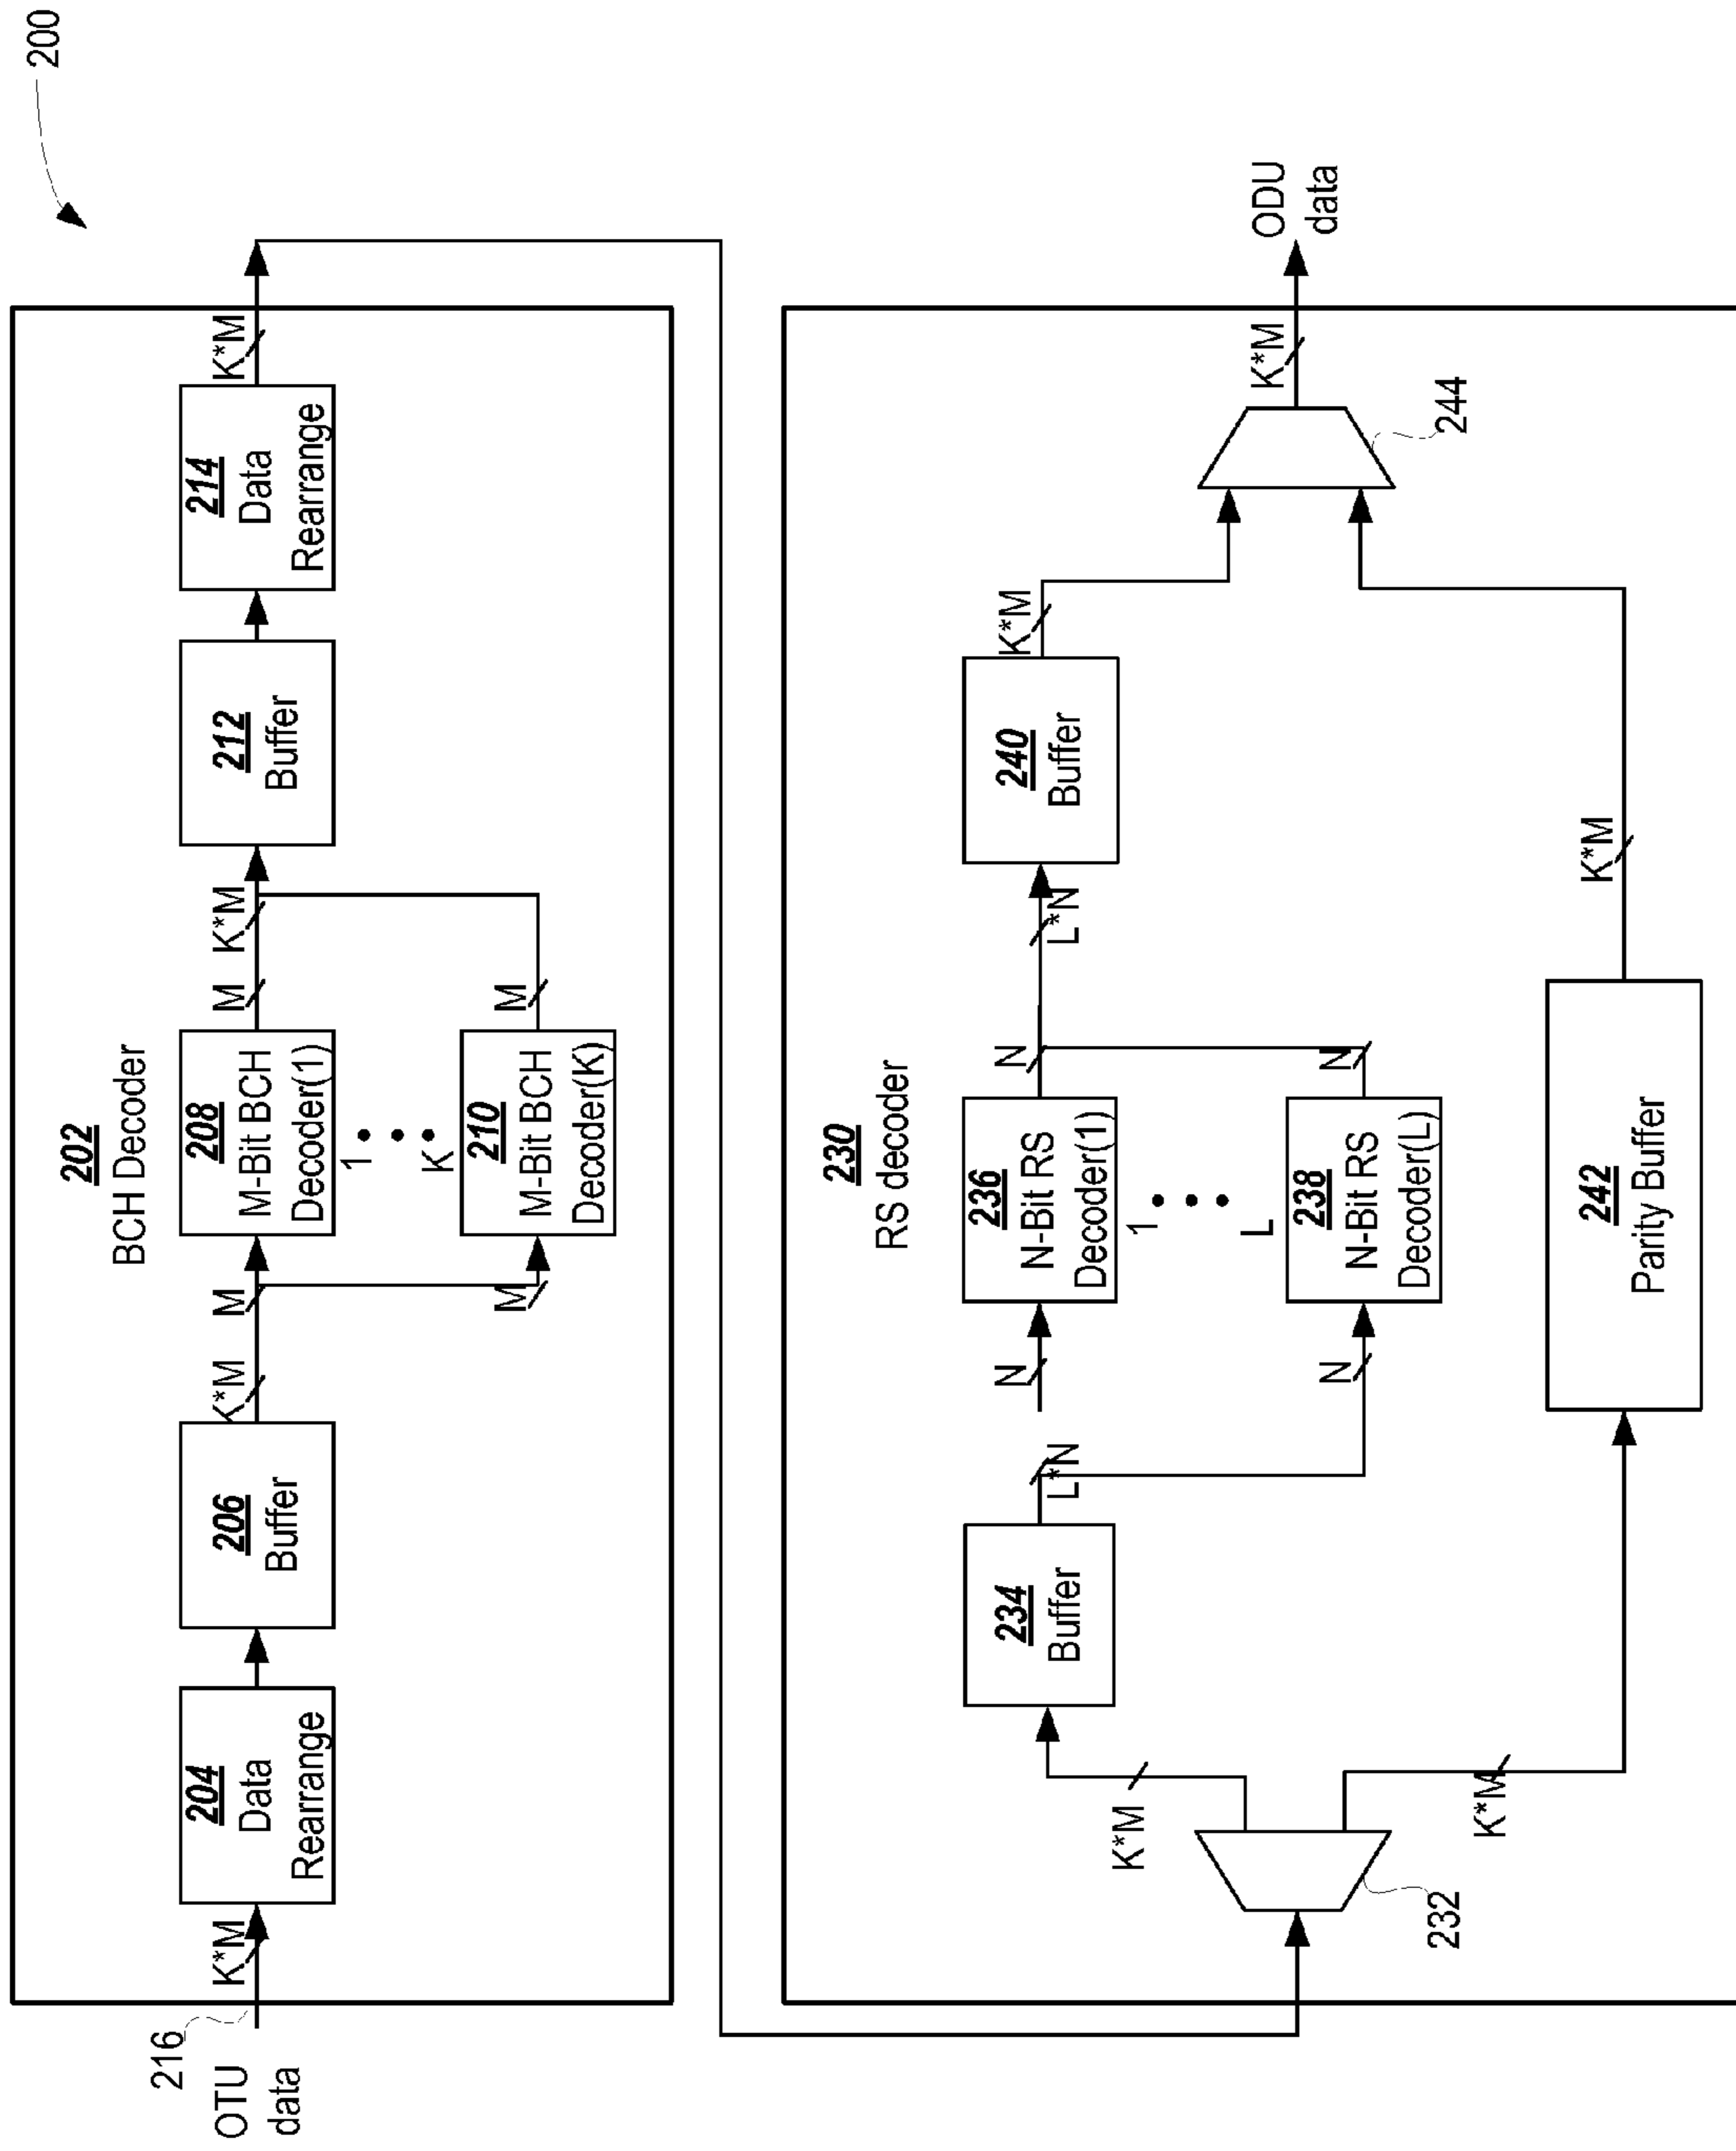 200
202
BCH Decoder
216
OTU
data
K*M
204
Data
Rearrange
206
Buffer
K*M
M
M
208
M-Bit BCH
Decoder(1)
1
K
210
M-Bit BCH
Decoder(K)
M
M
K*M
212
Buffer
214
Data
Rearrange
K*M
230
RS decoder
232
K*M
K*M
234
Buffer
L*N
N
N
236
N-Bit RS
Decoder(1)
1
L
238
N-Bit RS
Decoder(L)
N
N
L*N
240
Buffer
K*M
242
Parity Buffer
K*M
244
K*M
ODU
data